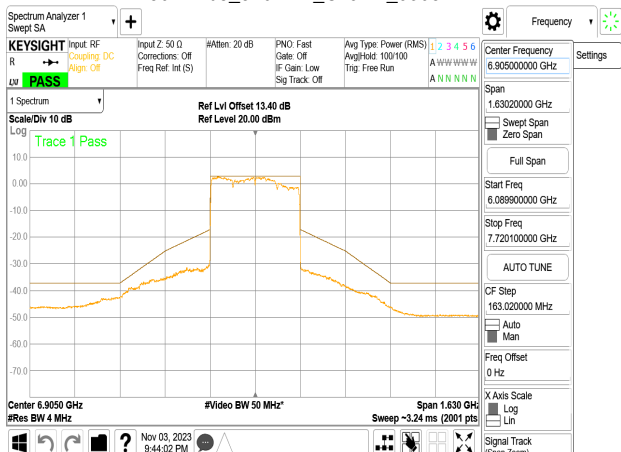 Spectrum Analyzer 1
Swept SA
Frequency
Settings
KEYSIGHT
R
LXI
PASS
Input: RF
Coupling: DC
Align: Off
Input Z: 50 Ω
Corrections: Off
Freq Ref: Int (S)
#Atten: 20 dB
PNO: Fast
Gate: Off
IF Gain: Low
Sig Track: Off
Avg Type: Power (RMS)
Avg|Hold: 100/100
Trig: Free Run
1 2 3 4 5 6
A W W W W W
A N N N N N
1 Spectrum
Scale/Div 10 dB
Ref Lvl Offset 13.40 dB
Ref Level 20.00 dBm
Log
Trace 1 Pass
10.0
0.00
-10.0
-20.0
-30.0
-40.0
-50.0
-60.0
-70.0
Center 6.9050 GHz
#Res BW 4 MHz
#Video BW 50 MHz*
Span 1.630 GHz
Sweep ~3.24 ms (2001 pts)
Center Frequency
6.905000000 GHz
Span
1.63020000 GHz
Swept Span
Zero Span
Full Span
Start Freq
6.089900000 GHz
Stop Freq
7.720100000 GHz
AUTO TUNE
CF Step
163.020000 MHz
Auto
Man
Freq Offset
0 Hz
X Axis Scale
Log
Lin
Signal Track
(Span Zoom)
?
Nov 03, 2023
9:44:02 PM